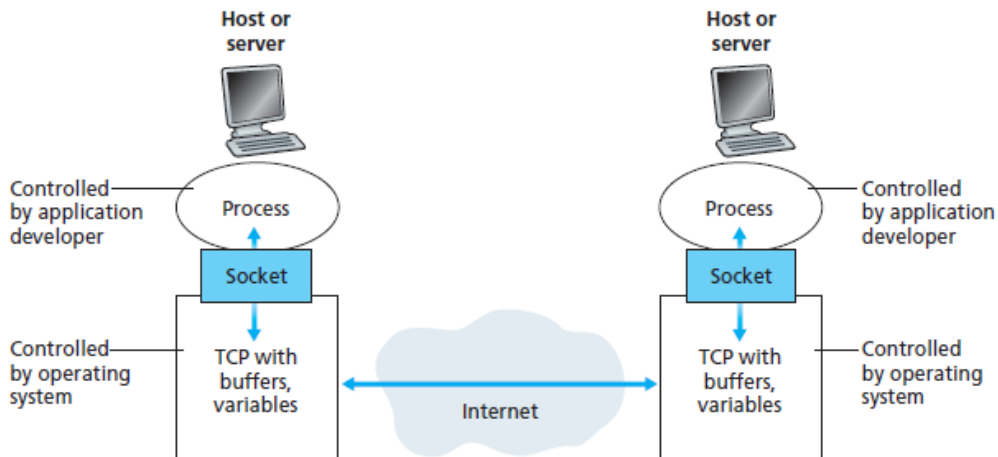 Host or
server
Host or
server
Controlled
by application
developer
Process
Process
Controlled
by application
developer
Socket
Socket
Controlled
by operating
system
TCP with
buffers,
variables
Internet
TCP with
buffers,
variables
Controlled
by operating
system